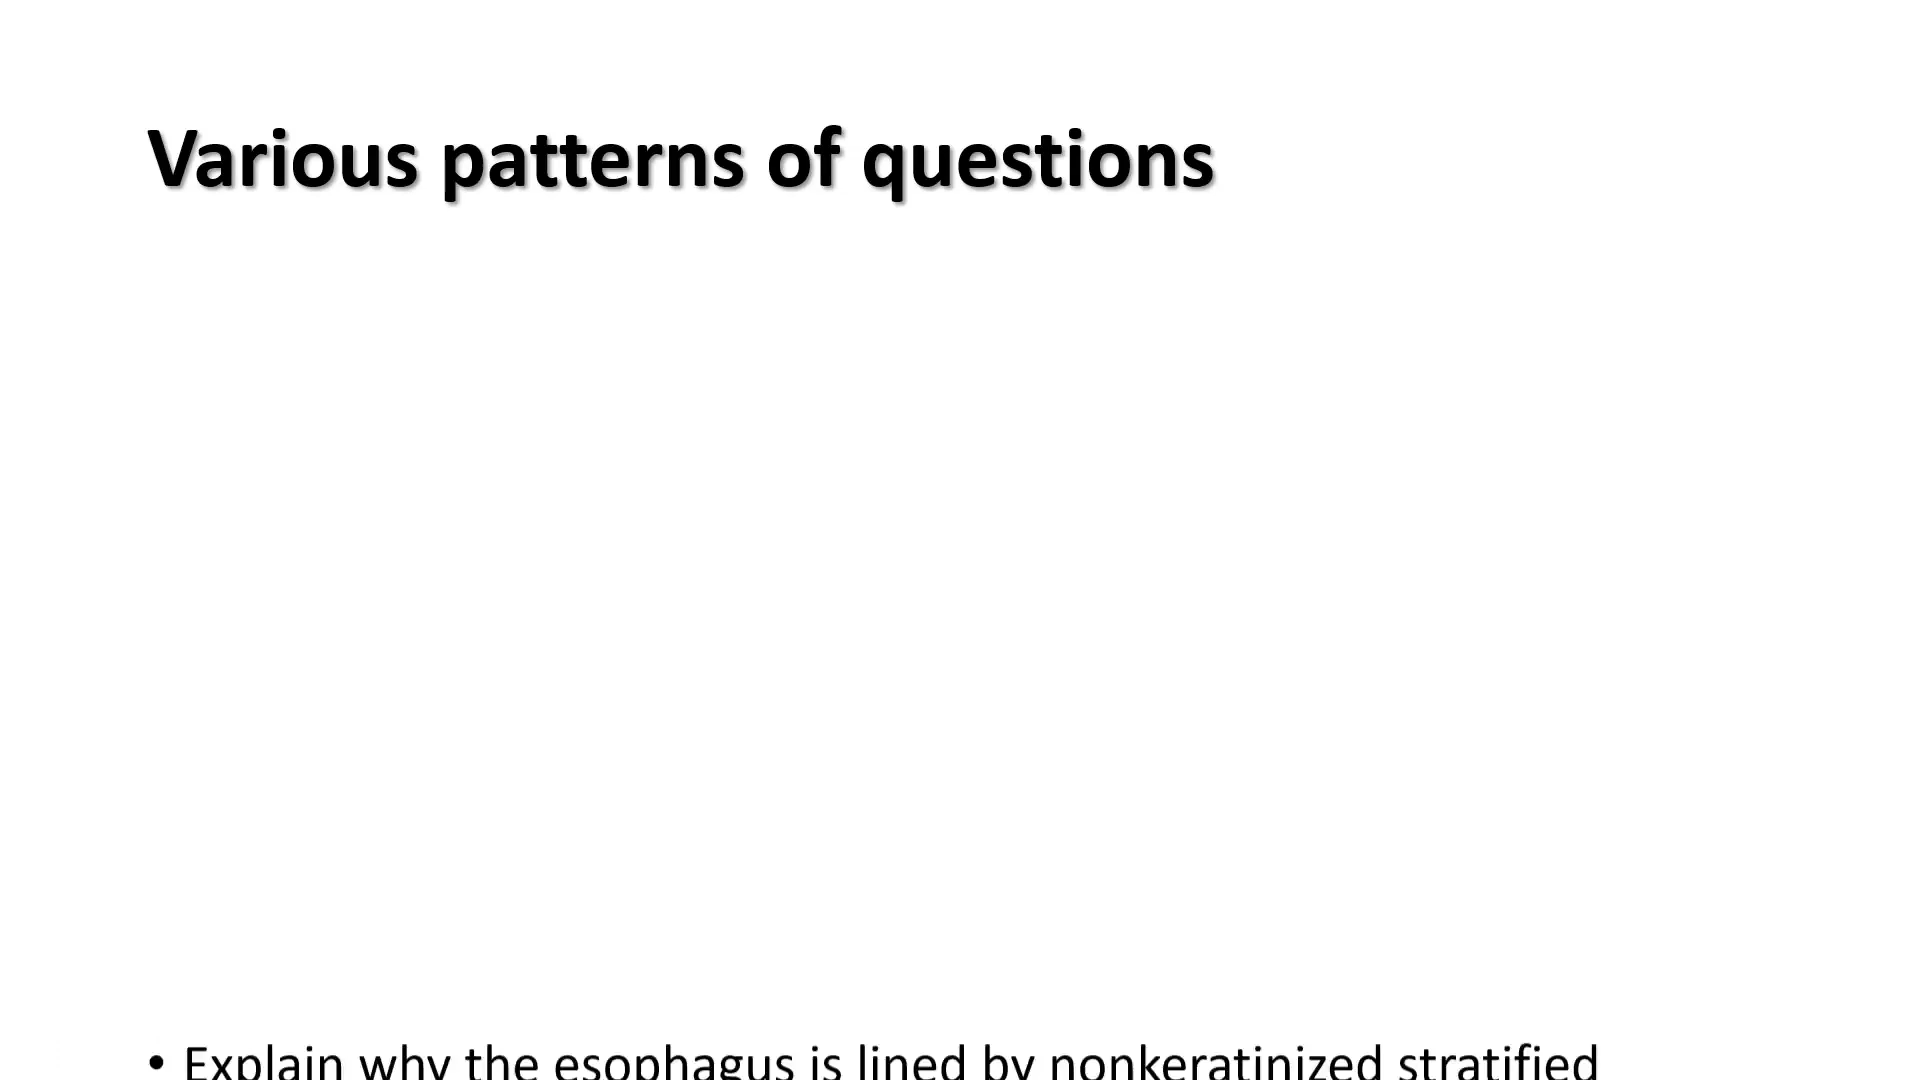 Various patterns of questions
• Explain why the esophagus is lined by nonkeratinized stratified